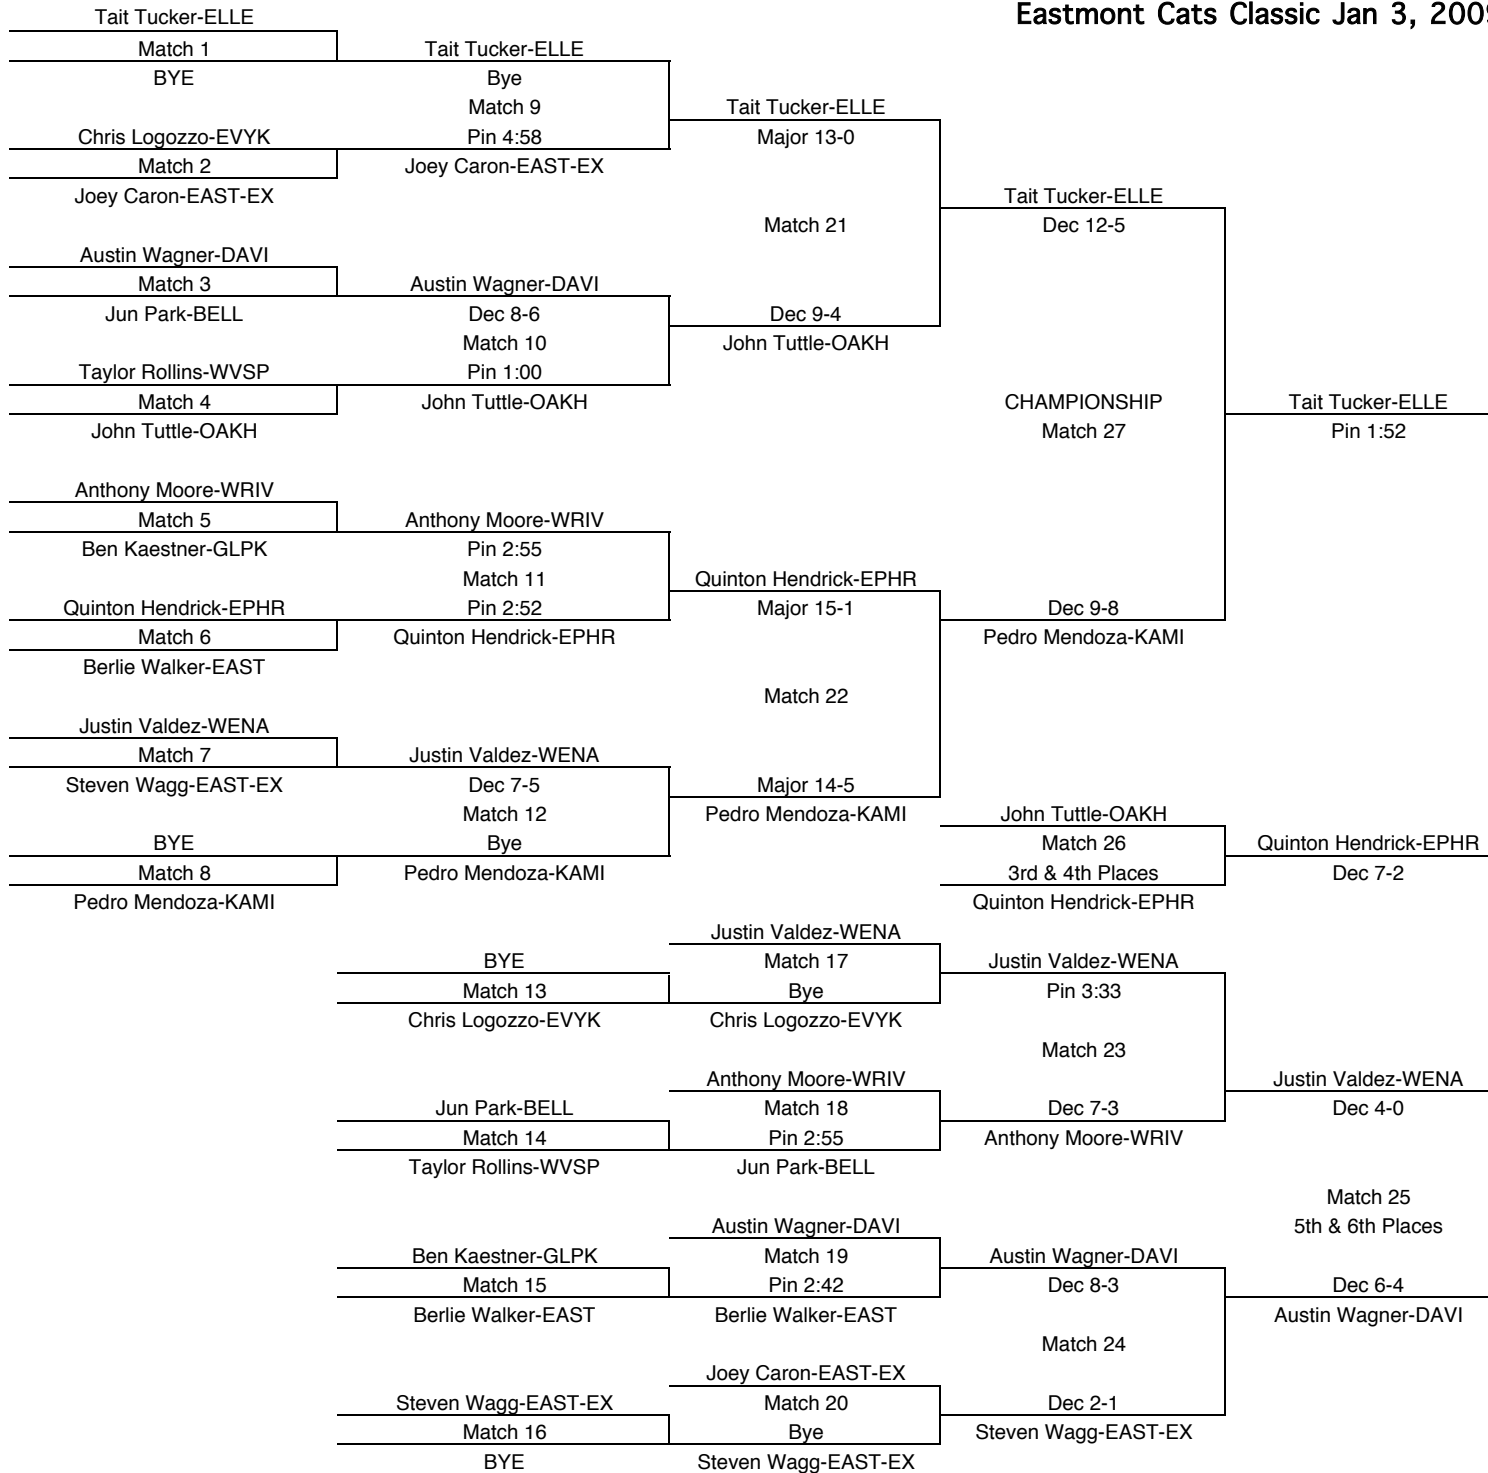 Eastmont Cats Classic Jan 3, 2009
Tait Tucker-ELLE
Match 1
BYE
Chris Logozzo-EVYK
Match 2
Joey Caron-EAST-EX
Austin Wagner-DAVI
Match 3
Jun Park-BELL
Taylor Rollins-WVSP
Match 4
John Tuttle-OAKH
Anthony Moore-WRIV
Match 5
Ben Kaestner-GLPK
Quinton Hendrick-EPHR
Match 6
Berlie Walker-EAST
Justin Valdez-WENA
Match 7
Steven Wagg-EAST-EX
BYE
Match 8
Pedro Mendoza-KAMI
Tait Tucker-ELLE
Bye
Match 9
Pin 4:58
Joey Caron-EAST-EX
Austin Wagner-DAVI
Dec 8-6
Match 10
Pin 1:00
John Tuttle-OAKH
Anthony Moore-WRIV
Pin 2:55
Match 11
Pin 2:52
Quinton Hendrick-EPHR
Justin Valdez-WENA
Dec 7-5
Match 12
Bye
Pedro Mendoza-KAMI
Tait Tucker-ELLE
Major 13-0
Match 21
Dec 9-4
John Tuttle-OAKH
Quinton Hendrick-EPHR
Major 15-1
Match 22
Major 14-5
Pedro Mendoza-KAMI
Tait Tucker-ELLE
Dec 12-5
CHAMPIONSHIP
Match 27
Dec 9-8
Pedro Mendoza-KAMI
Tait Tucker-ELLE
Pin 1:52
John Tuttle-OAKH
Match 26
3rd & 4th Places
Quinton Hendrick-EPHR
Quinton Hendrick-EPHR
Dec 7-2
BYE
Match 13
Chris Logozzo-EVYK
Jun Park-BELL
Match 14
Taylor Rollins-WVSP
Ben Kaestner-GLPK
Match 15
Berlie Walker-EAST
Steven Wagg-EAST-EX
Match 16
BYE
Justin Valdez-WENA
Match 17
Bye
Chris Logozzo-EVYK
Anthony Moore-WRIV
Match 18
Pin 2:55
Jun Park-BELL
Austin Wagner-DAVI
Match 19
Pin 2:42
Berlie Walker-EAST
Joey Caron-EAST-EX
Match 20
Bye
Steven Wagg-EAST-EX
Justin Valdez-WENA
Pin 3:33
Match 23
Dec 7-3
Anthony Moore-WRIV
Austin Wagner-DAVI
Dec 8-3
Match 24
Dec 2-1
Steven Wagg-EAST-EX
Justin Valdez-WENA
Dec 4-0
Match 25
5th & 6th Places
Dec 6-4
Austin Wagner-DAVI